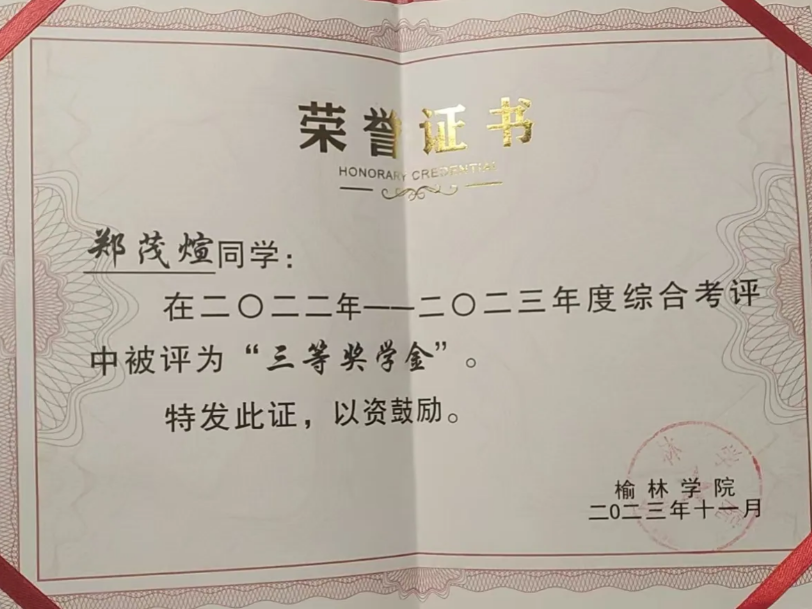 荣誉证书
HONORARY CREDENTIAL
郑茂煊同学：
在二〇二二年——二〇二三年度综合考评
中被评为“三等奖学金”。
特发此证，以资鼓励。
榆林学院
二0二三年十一月